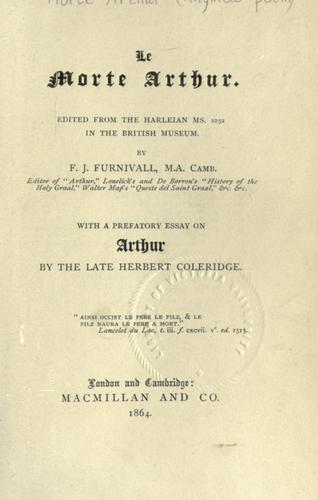 Le
Morte Arthur.
EDITED FROM THE HARLEIAN MS. 2252
IN THE BRITISH MUSEUM.
BY
F. J. FURNIVALL, M.A. CAMB.
Editor of "Arthur," Lonelich's and De Borron's "History of the
Holy Graal," Walter Map's "Queste del Saint Graal," &c. &c.
WITH A PREFATORY ESSAY ON
Arthur
BY THE LATE HERBERT COLERIDGE.
"AINSI OCCIST LE PERE LE FILZ, & LE
FILZ NAURA LE PERE A MORT."
Lancelot du Lac, t. iii. f. cxcvii. vº. ed. 1513.
London and Cambridge:
MACMILLAN AND CO.
1864.